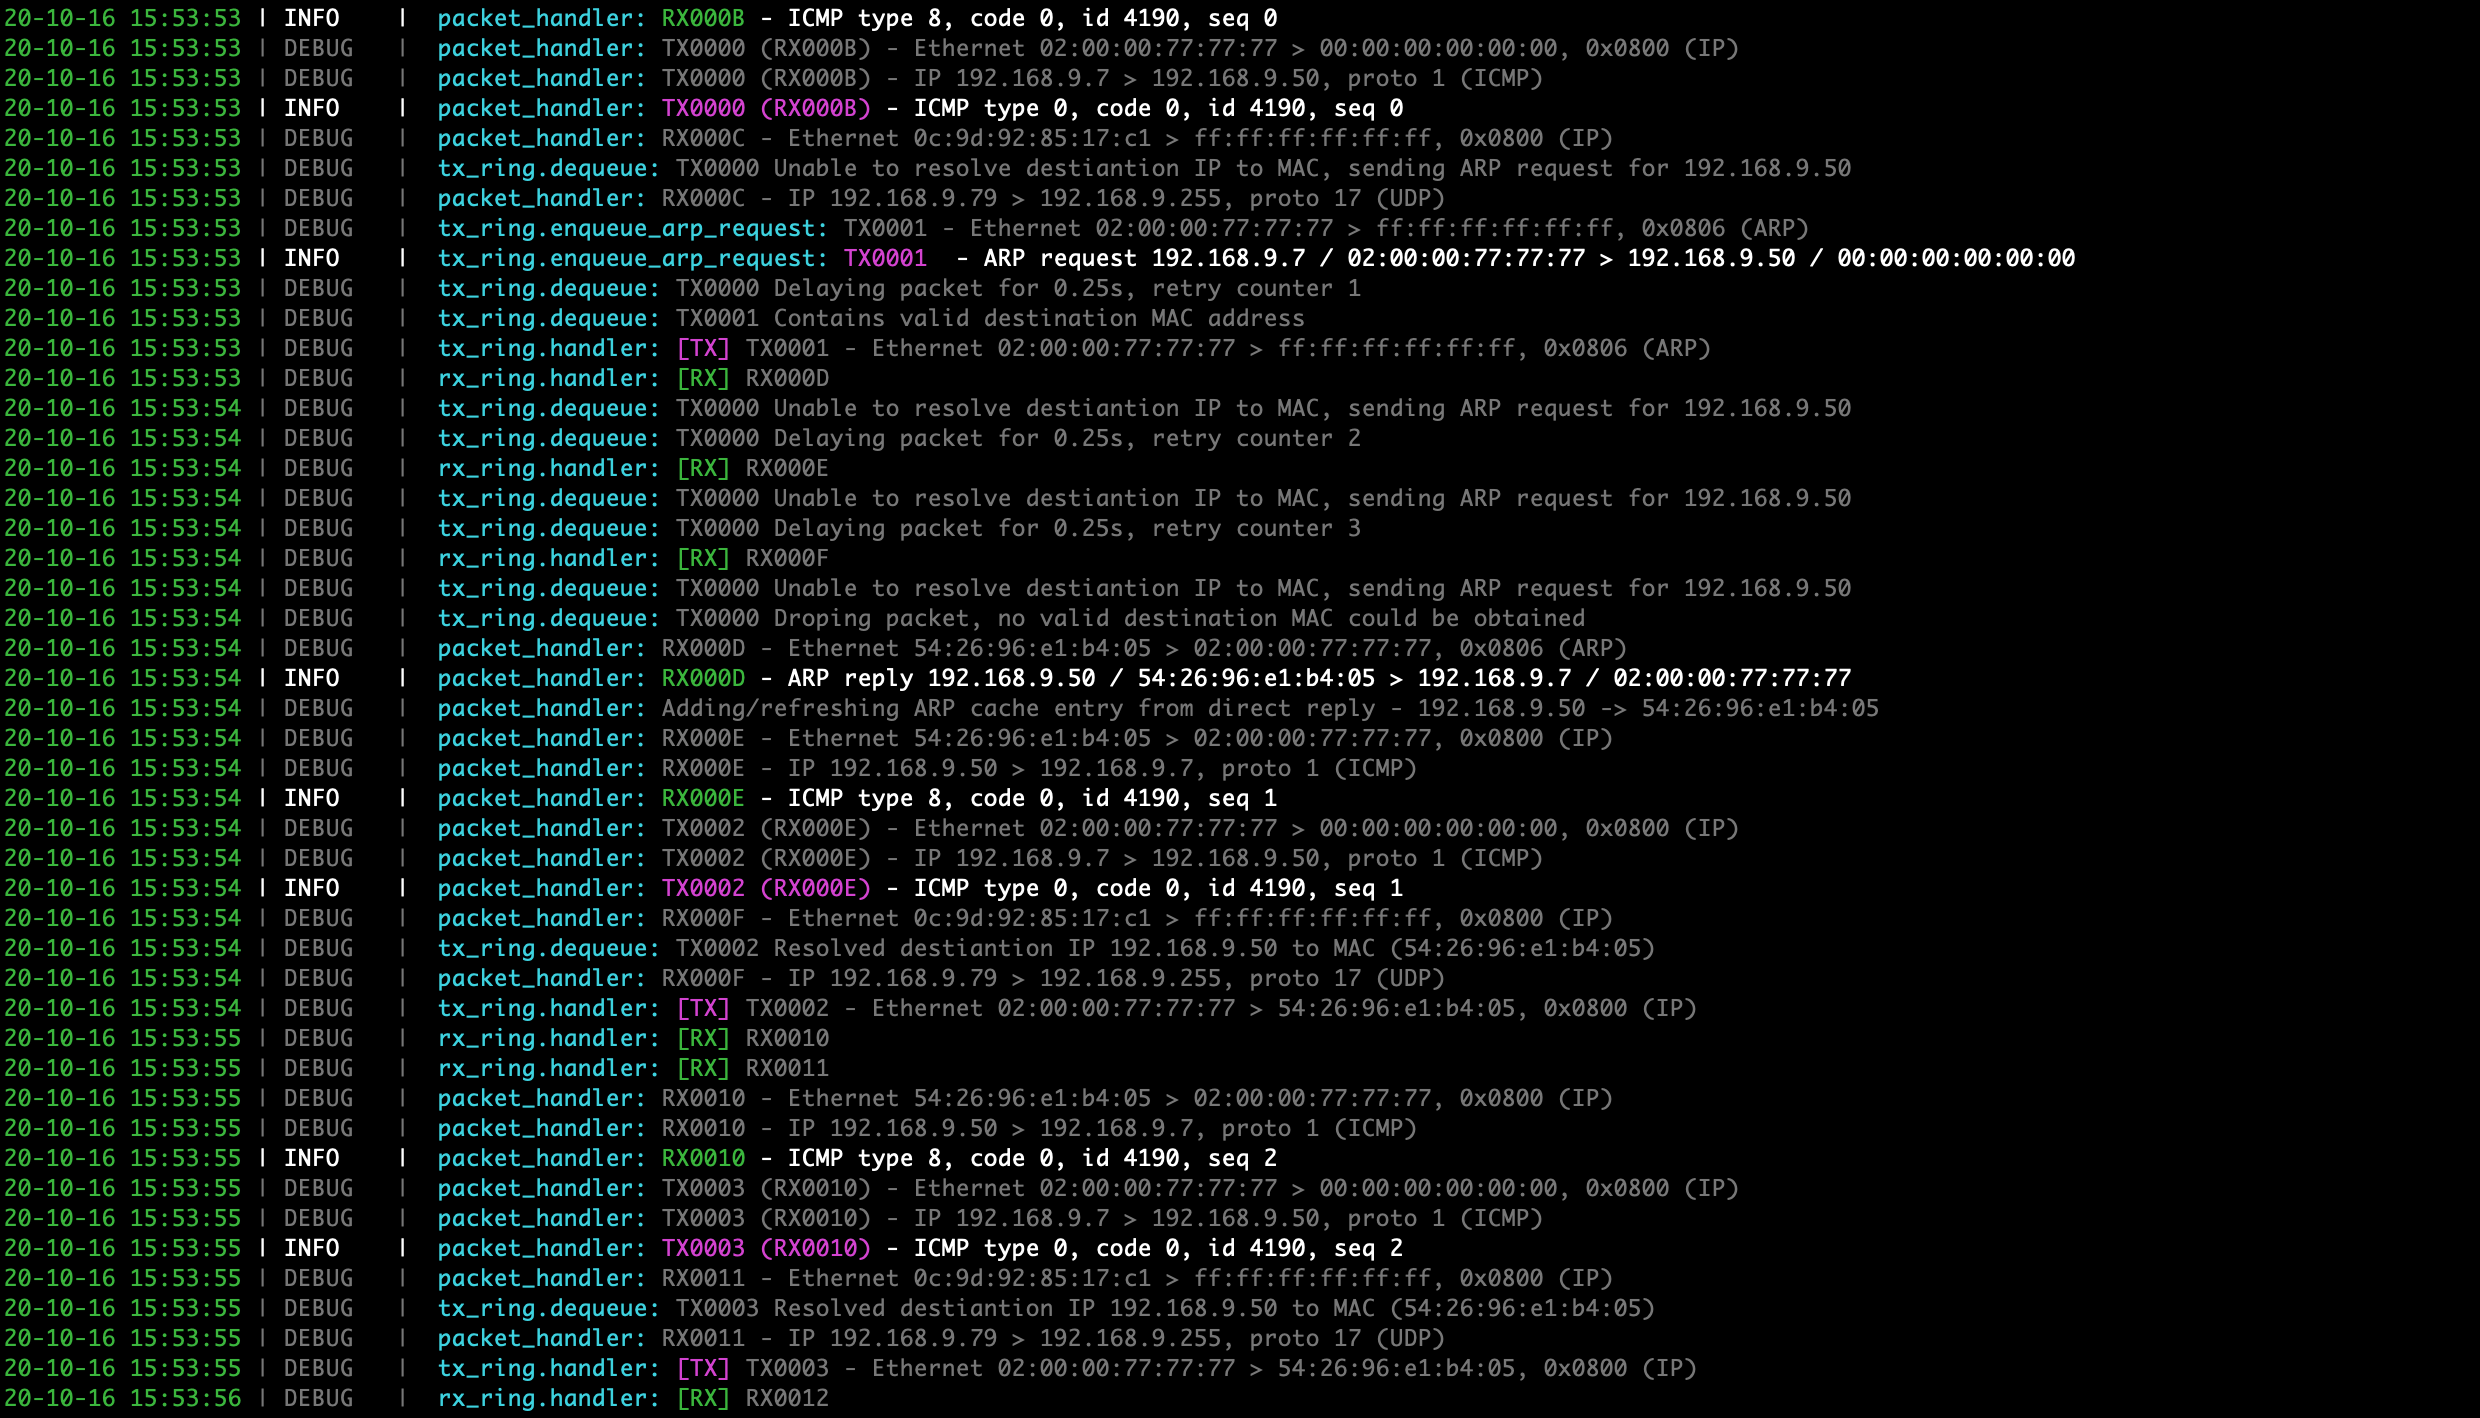 20-10-16 15:53:53 | INFO | packet_handler: RX000B - ICMP type 8, code 0, id 4190, seq 0
20-10-16 15:53:53 | DEBUG | packet_handler: TX0000 (RX000B) - Ethernet 02:00:00:77:77:77 > 00:00:00:00:00:00, 0x0800 (IP)
20-10-16 15:53:53 | DEBUG | packet_handler: TX0000 (RX000B) - IP 192.168.9.7 > 192.168.9.50, proto 1 (ICMP)
20-10-16 15:53:53 | INFO | packet_handler: TX0000 (RX000B) - ICMP type 0, code 0, id 4190, seq 0
20-10-16 15:53:53 | DEBUG | packet_handler: RX000C - Ethernet 0c:9d:92:85:17:c1 > ff:ff:ff:ff:ff:ff, 0x0800 (IP)
20-10-16 15:53:53 | DEBUG | tx_ring.dequeue: TX0000 Unable to resolve destiantion IP to MAC, sending ARP request for 192.168.9.50
20-10-16 15:53:53 | DEBUG | packet_handler: RX000C - IP 192.168.9.79 > 192.168.9.255, proto 17 (UDP)
20-10-16 15:53:53 | DEBUG | tx_ring.enqueue_arp_request: TX0001 - Ethernet 02:00:00:77:77:77 > ff:ff:ff:ff:ff:ff, 0x0806 (ARP)
20-10-16 15:53:53 | INFO | tx_ring.enqueue_arp_request: TX0001 - ARP request 192.168.9.7 / 02:00:00:77:77:77 > 192.168.9.50 / 00:00:00:00:00:00
20-10-16 15:53:53 | DEBUG | tx_ring.dequeue: TX0000 Delaying packet for 0.25s, retry counter 1
20-10-16 15:53:53 | DEBUG | tx_ring.dequeue: TX0001 Contains valid destination MAC address
20-10-16 15:53:53 | DEBUG | tx_ring.handler: [TX] TX0001 - Ethernet 02:00:00:77:77:77 > ff:ff:ff:ff:ff:ff, 0x0806 (ARP)
20-10-16 15:53:53 | DEBUG | rx_ring.handler: [RX] RX000D
20-10-16 15:53:54 | DEBUG | tx_ring.dequeue: TX0000 Unable to resolve destiantion IP to MAC, sending ARP request for 192.168.9.50
20-10-16 15:53:54 | DEBUG | tx_ring.dequeue: TX0000 Delaying packet for 0.25s, retry counter 2
20-10-16 15:53:54 | DEBUG | rx_ring.handler: [RX] RX000E
20-10-16 15:53:54 | DEBUG | tx_ring.dequeue: TX0000 Unable to resolve destiantion IP to MAC, sending ARP request for 192.168.9.50
20-10-16 15:53:54 | DEBUG | tx_ring.dequeue: TX0000 Delaying packet for 0.25s, retry counter 3
20-10-16 15:53:54 | DEBUG | rx_ring.handler: [RX] RX000F
20-10-16 15:53:54 | DEBUG | tx_ring.dequeue: TX0000 Unable to resolve destiantion IP to MAC, sending ARP request for 192.168.9.50
20-10-16 15:53:54 | DEBUG | tx_ring.dequeue: TX0000 Droping packet, no valid destination MAC could be obtained
20-10-16 15:53:54 | DEBUG | packet_handler: RX000D - Ethernet 54:26:96:e1:b4:05 > 02:00:00:77:77:77, 0x0806 (ARP)
20-10-16 15:53:54 | INFO | packet_handler: RX000D - ARP reply 192.168.9.50 / 54:26:96:e1:b4:05 > 192.168.9.7 / 02:00:00:77:77:77
20-10-16 15:53:54 | DEBUG | packet_handler: Adding/refreshing ARP cache entry from direct reply - 192.168.9.50 -> 54:26:96:e1:b4:05
20-10-16 15:53:54 | DEBUG | packet_handler: RX000E - Ethernet 54:26:96:e1:b4:05 > 02:00:00:77:77:77, 0x0800 (IP)
20-10-16 15:53:54 | DEBUG | packet_handler: RX000E - IP 192.168.9.50 > 192.168.9.7, proto 1 (ICMP)
20-10-16 15:53:54 | INFO | packet_handler: RX000E - ICMP type 8, code 0, id 4190, seq 1
20-10-16 15:53:54 | DEBUG | packet_handler: TX0002 (RX000E) - Ethernet 02:00:00:77:77:77 > 00:00:00:00:00:00, 0x0800 (IP)
20-10-16 15:53:54 | DEBUG | packet_handler: TX0002 (RX000E) - IP 192.168.9.7 > 192.168.9.50, proto 1 (ICMP)
20-10-16 15:53:54 | INFO | packet_handler: TX0002 (RX000E) - ICMP type 0, code 0, id 4190, seq 1
20-10-16 15:53:54 | DEBUG | packet_handler: RX000F - Ethernet 0c:9d:92:85:17:c1 > ff:ff:ff:ff:ff:ff, 0x0800 (IP)
20-10-16 15:53:54 | DEBUG | tx_ring.dequeue: TX0002 Resolved destiantion IP 192.168.9.50 to MAC (54:26:96:e1:b4:05)
20-10-16 15:53:54 | DEBUG | packet_handler: RX000F - IP 192.168.9.79 > 192.168.9.255, proto 17 (UDP)
20-10-16 15:53:54 | DEBUG | tx_ring.handler: [TX] TX0002 - Ethernet 02:00:00:77:77:77 > 54:26:96:e1:b4:05, 0x0800 (IP)
20-10-16 15:53:55 | DEBUG | rx_ring.handler: [RX] RX0010
20-10-16 15:53:55 | DEBUG | rx_ring.handler: [RX] RX0011
20-10-16 15:53:55 | DEBUG | packet_handler: RX0010 - Ethernet 54:26:96:e1:b4:05 > 02:00:00:77:77:77, 0x0800 (IP)
20-10-16 15:53:55 | DEBUG | packet_handler: RX0010 - IP 192.168.9.50 > 192.168.9.7, proto 1 (ICMP)
20-10-16 15:53:55 | INFO | packet_handler: RX0010 - ICMP type 8, code 0, id 4190, seq 2
20-10-16 15:53:55 | DEBUG | packet_handler: TX0003 (RX0010) - Ethernet 02:00:00:77:77:77 > 00:00:00:00:00:00, 0x0800 (IP)
20-10-16 15:53:55 | DEBUG | packet_handler: TX0003 (RX0010) - IP 192.168.9.7 > 192.168.9.50, proto 1 (ICMP)
20-10-16 15:53:55 | INFO | packet_handler: TX0003 (RX0010) - ICMP type 0, code 0, id 4190, seq 2
20-10-16 15:53:55 | DEBUG | packet_handler: RX0011 - Ethernet 0c:9d:92:85:17:c1 > ff:ff:ff:ff:ff:ff, 0x0800 (IP)
20-10-16 15:53:55 | DEBUG | tx_ring.dequeue: TX0003 Resolved destiantion IP 192.168.9.50 to MAC (54:26:96:e1:b4:05)
20-10-16 15:53:55 | DEBUG | packet_handler: RX0011 - IP 192.168.9.79 > 192.168.9.255, proto 17 (UDP)
20-10-16 15:53:55 | DEBUG | tx_ring.handler: [TX] TX0003 - Ethernet 02:00:00:77:77:77 > 54:26:96:e1:b4:05, 0x0800 (IP)
20-10-16 15:53:56 | DEBUG | rx_ring.handler: [RX] RX0012